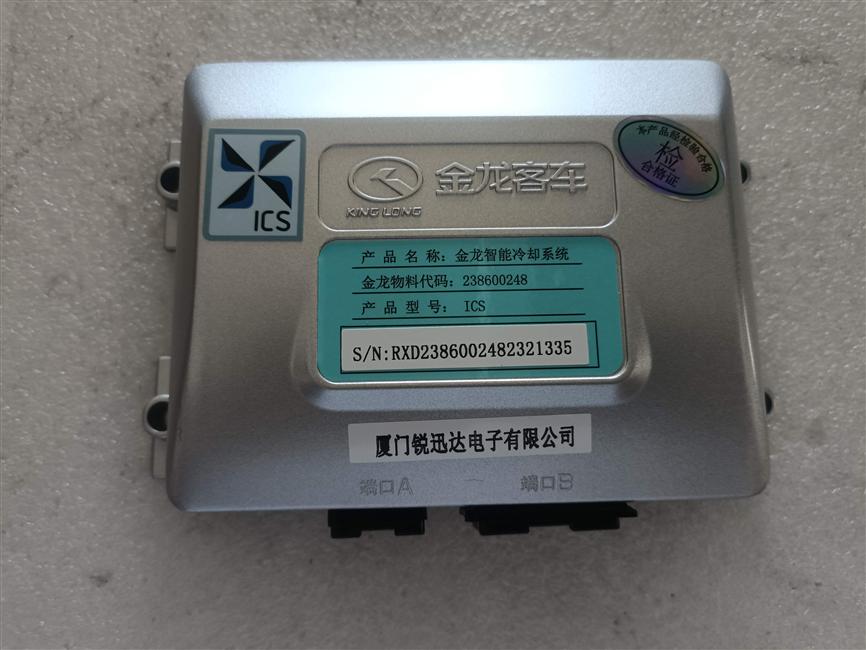 ICS
KING LONG
金龙客车
本产品经检验合格
检
合格证
产品名称：金龙智能冷却系统
金龙物料代码：238600248
产品型号：ICS
S/N:RXD2386002482321335
厦门锐迅达电子有限公司
端口A
端口B